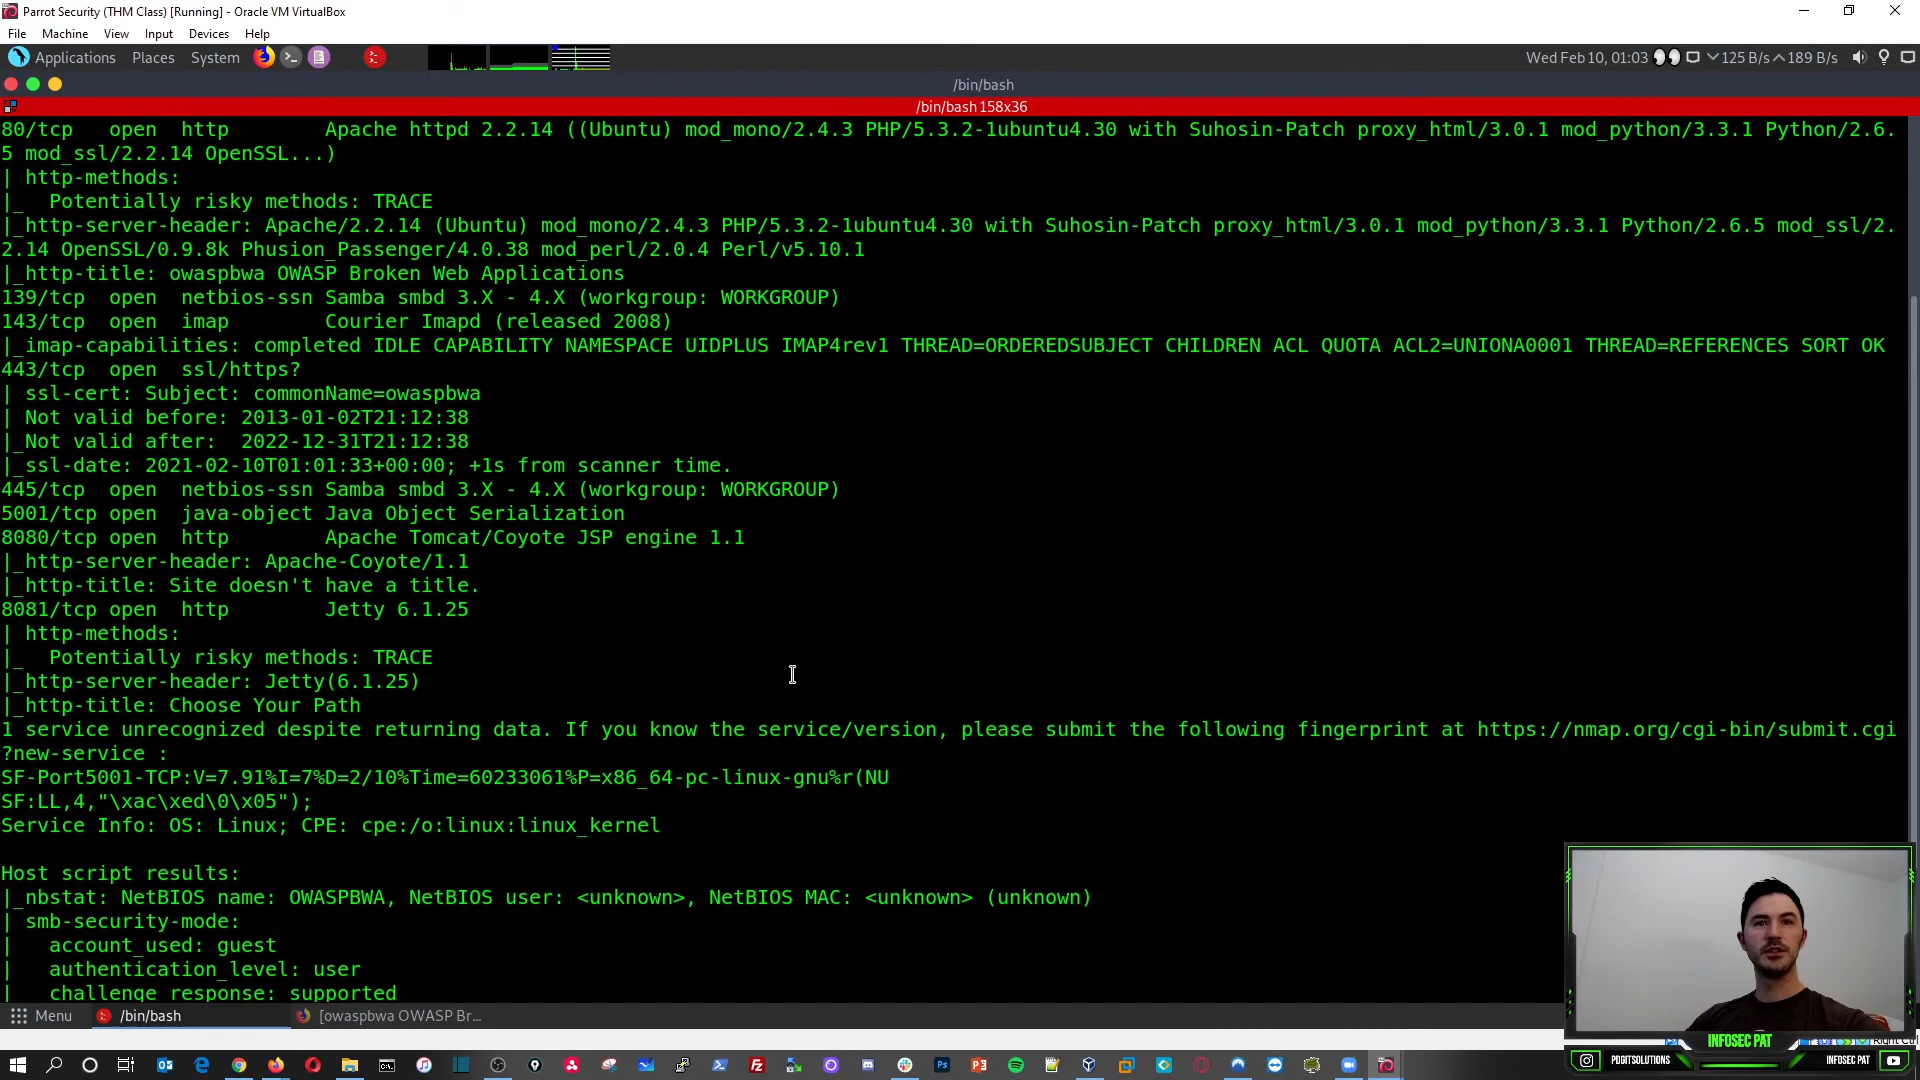 Parrot Security (THM Class) [Running] - Oracle VM VirtualBox
File Machine View Input Devices Help
Applications Places System
Wed Feb 10, 01:03 125 B/s 189 B/s
/bin/bash
/bin/bash 158x36
80/tcp   open  http        Apache httpd 2.2.14 ((Ubuntu) mod_mono/2.4.3 PHP/5.3.2-1ubuntu4.30 with Suhosin-Patch proxy_html/3.0.1 mod_python/3.3.1 Python/2.6.
5 mod_ssl/2.2.14 OpenSSL...)
| http-methods:
|_  Potentially risky methods: TRACE
|_http-server-header: Apache/2.2.14 (Ubuntu) mod_mono/2.4.3 PHP/5.3.2-1ubuntu4.30 with Suhosin-Patch proxy_html/3.0.1 mod_python/3.3.1 Python/2.6.5 mod_ssl/2.
2.14 OpenSSL/0.9.8k Phusion_Passenger/4.0.38 mod_perl/2.0.4 Perl/v5.10.1
|_http-title: owaspbwa OWASP Broken Web Applications
139/tcp  open  netbios-ssn Samba smbd 3.X - 4.X (workgroup: WORKGROUP)
143/tcp  open  imap        Courier Imapd (released 2008)
|_imap-capabilities: completed IDLE CAPABILITY NAMESPACE UIDPLUS IMAP4rev1 THREAD=ORDEREDSUBJECT CHILDREN ACL QUOTA ACL2=UNIONA0001 THREAD=REFERENCES SORT OK
443/tcp  open  ssl/https?
| ssl-cert: Subject: commonName=owaspbwa
| Not valid before: 2013-01-02T21:12:38
|_Not valid after:  2022-12-31T21:12:38
|_ssl-date: 2021-02-10T01:01:33+00:00; +1s from scanner time.
445/tcp  open  netbios-ssn Samba smbd 3.X - 4.X (workgroup: WORKGROUP)
5001/tcp open  java-object Java Object Serialization
8080/tcp open  http        Apache Tomcat/Coyote JSP engine 1.1
|_http-server-header: Apache-Coyote/1.1
|_http-title: Site doesn't have a title.
8081/tcp open  http        Jetty 6.1.25
| http-methods:
|_  Potentially risky methods: TRACE
|_http-server-header: Jetty(6.1.25)
|_http-title: Choose Your Path
1 service unrecognized despite returning data. If you know the service/version, please submit the following fingerprint at https://nmap.org/cgi-bin/submit.cgi
?new-service :
SF-Port5001-TCP:V=7.91%I=7%D=2/10%Time=60233061%P=x86_64-pc-linux-gnu%r(NU
SF:LL,4,"\xac\xed\0\x05");
Service Info: OS: Linux; CPE: cpe:/o:linux:linux_kernel
Host script results:
|_nbstat: NetBIOS name: OWASPBWA, NetBIOS user: <unknown>, NetBIOS MAC: <unknown> (unknown)
| smb-security-mode:
|   account_used: guest
|   authentication_level: user
|   challenge_response: supported
Menu /bin/bash [owaspbwa OWASP Br...
INFOSEC PAT
Right Ctrl
PDGITSOLUTIONS INFOSEC PAT